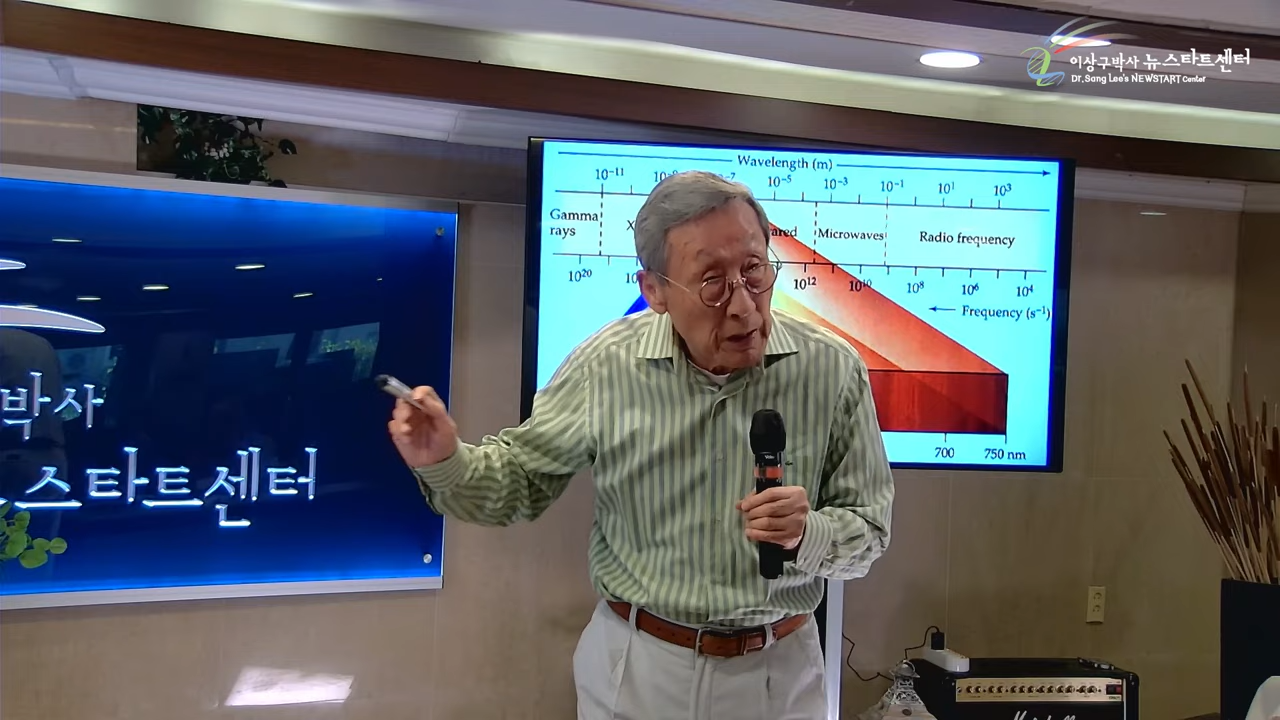 이상구박사 뉴스타트센터
Dr. Sang Lee's NEWSTART Center
Wavelength (m)
10⁻¹¹ 10⁻⁵ 10⁻³ 10⁻¹ 10¹ 10³
Gamma rays X Microwaves Radio frequency
10²⁰ 10¹² 10¹⁰ 10⁸ 10⁶ 10⁴
Frequency (s⁻¹)
700 750 nm
박사
스타트센터
Marshall